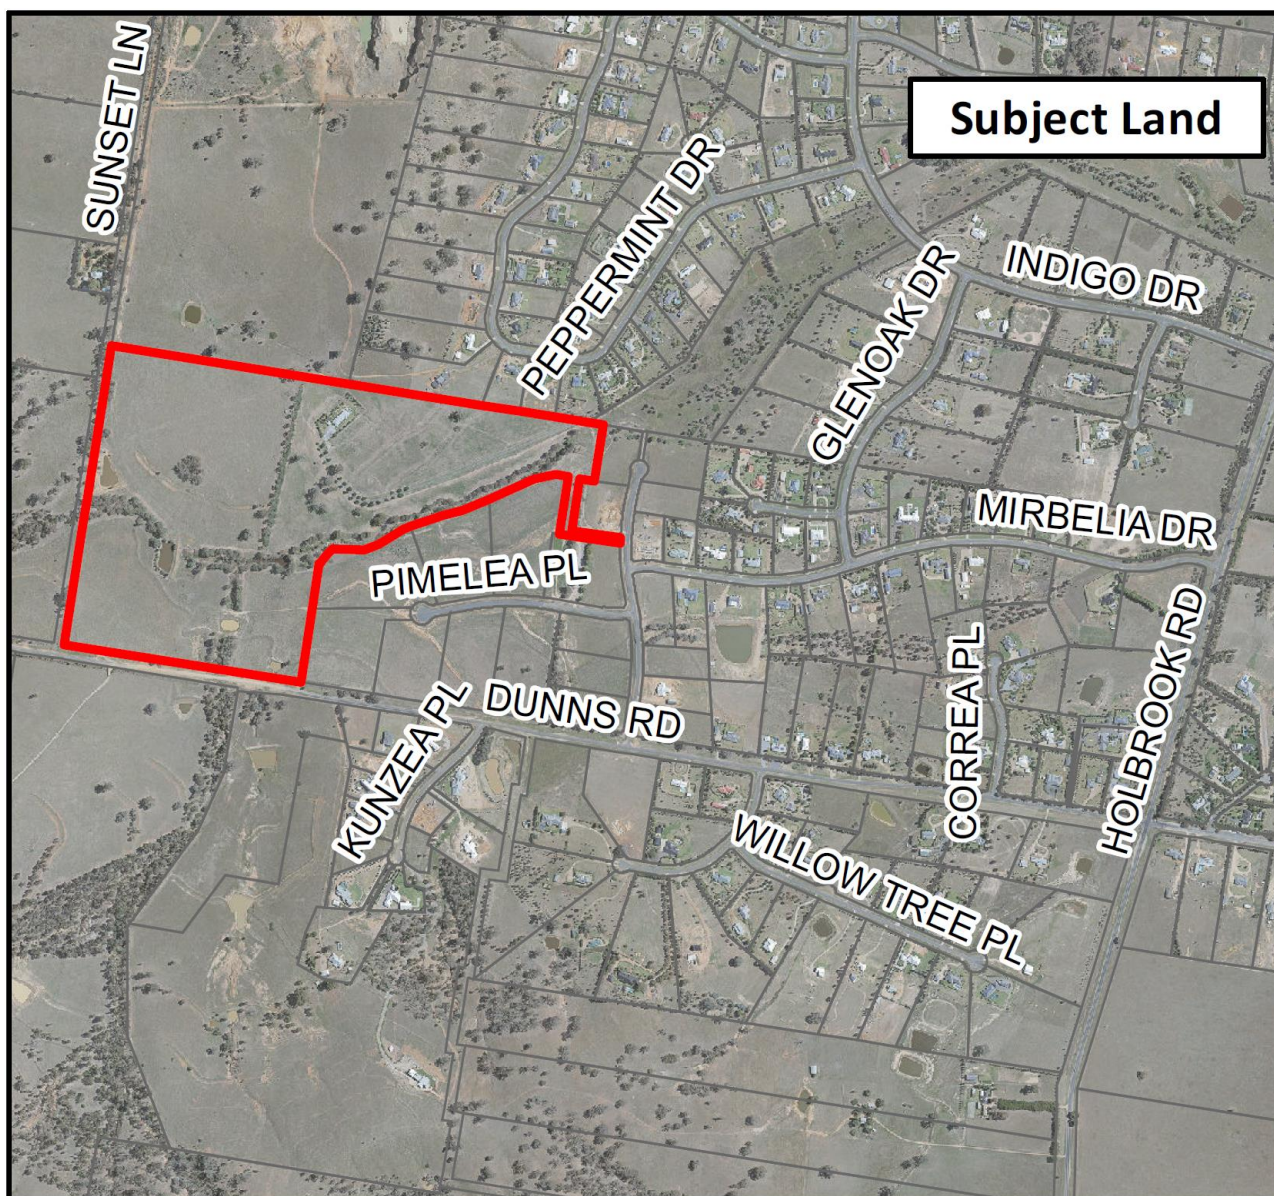 SUNSET LN
Subject Land
PEPPERMINT DR
GLENOAK DR
INDIGO DR
MIRBELIA DR
PIMELEA PL
HOLBROOK RD
CORREA PL
DUNNS RD
KUNZEA PL
WILLOW TREE PL